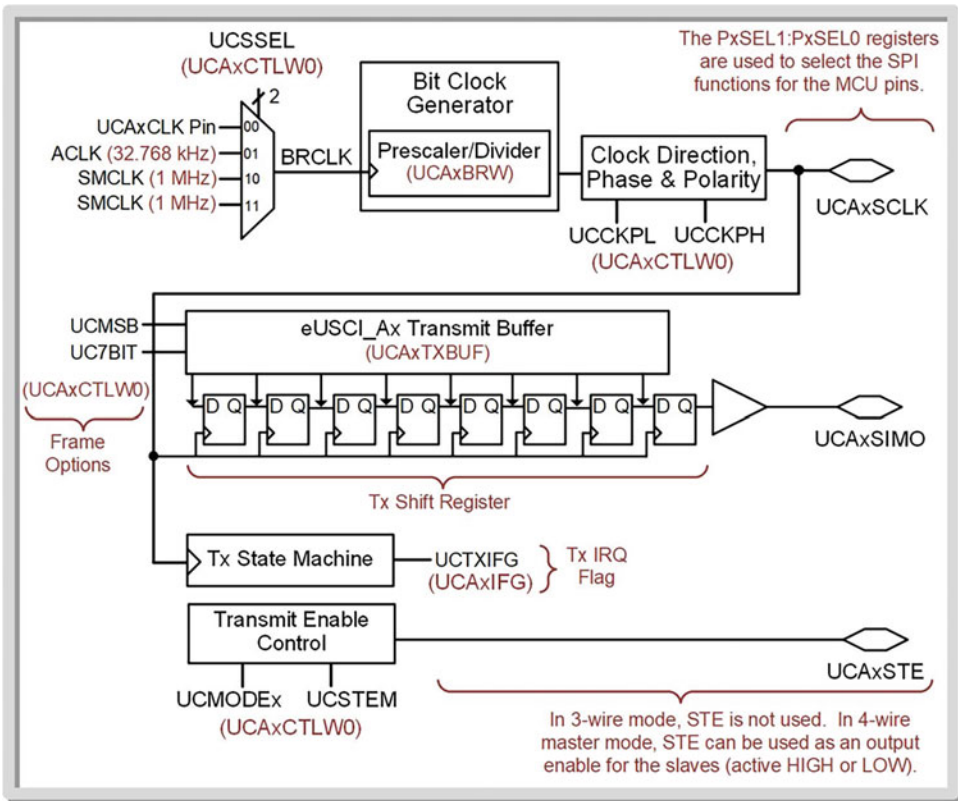 UCSSEL
(UCAxCTLW0)
2
The PxSEL1:PxSEL0 registers
are used to select the SPI
functions for the MCU pins.
UCAxCLK Pin
00
ACLK (32.768 kHz)
01
SMCLK (1 MHz)
10
SMCLK (1 MHz)
11
BRCLK
Bit Clock
Generator
Prescaler/Divider
(UCAxBRW)
Clock Direction,
Phase & Polarity
UCAxSCLK
UCCKPL UCCKPH
(UCAxCTLW0)
UCMSB
UC7BIT
(UCAxCTLW0)
Frame
Options
eUSCI_Ax Transmit Buffer
(UCAxTXBUF)
D Q D Q D Q D Q D Q D Q D Q D Q
UCAxSIMO
Tx Shift Register
Tx State Machine
UCTXIFG
(UCAxIFG)
Tx IRQ
Flag
Transmit Enable
Control
UCAxSTE
UCMODEx UCSTEM
(UCAxCTLW0)
In 3-wire mode, STE is not used. In 4-wire
master mode, STE can be used as an output
enable for the slaves (active HIGH or LOW).